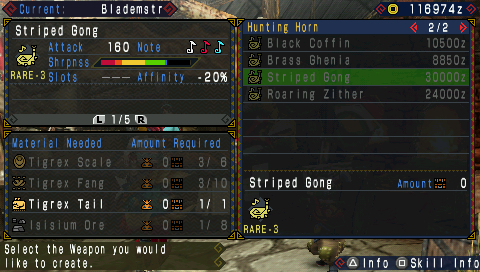 Current: Blademstr
116974z
Striped Gong
Attack 160 Note
Shrpnss
RARE-3
Slots --- Affinity -20%
L 1/5 R
Material Needed Amount Required
Tigrex Scale 0 3/ 6
Tigrex Fang 0 3/10
Tigrex Tail 0 1/ 1
Isisium Ore 0 1/ 8
Select the Weapon you would
like to create.
Hunting Horn 2/2
Black Coffin 10500z
Brass Ghenia 8850z
Striped Gong 30000z
Roaring Zither 24000z
Striped Gong Amount 0
RARE-3
Info Skill Info